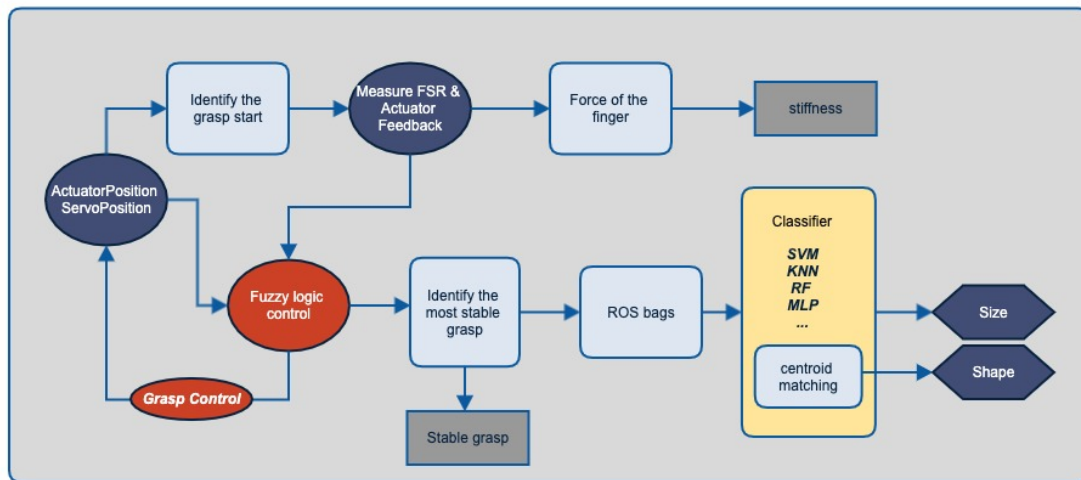 Identify the
grasp start
Measure FSR &
Actuator
Feedback
Force of the
finger
stiffness
ActuatorPosition
ServoPosition
Fuzzy logic
control
Identify the
most stable
grasp
ROS bags
Classifier
SVM
KNN
RF
MLP
...
centroid
matching
Size
Shape
Grasp Control
Stable grasp